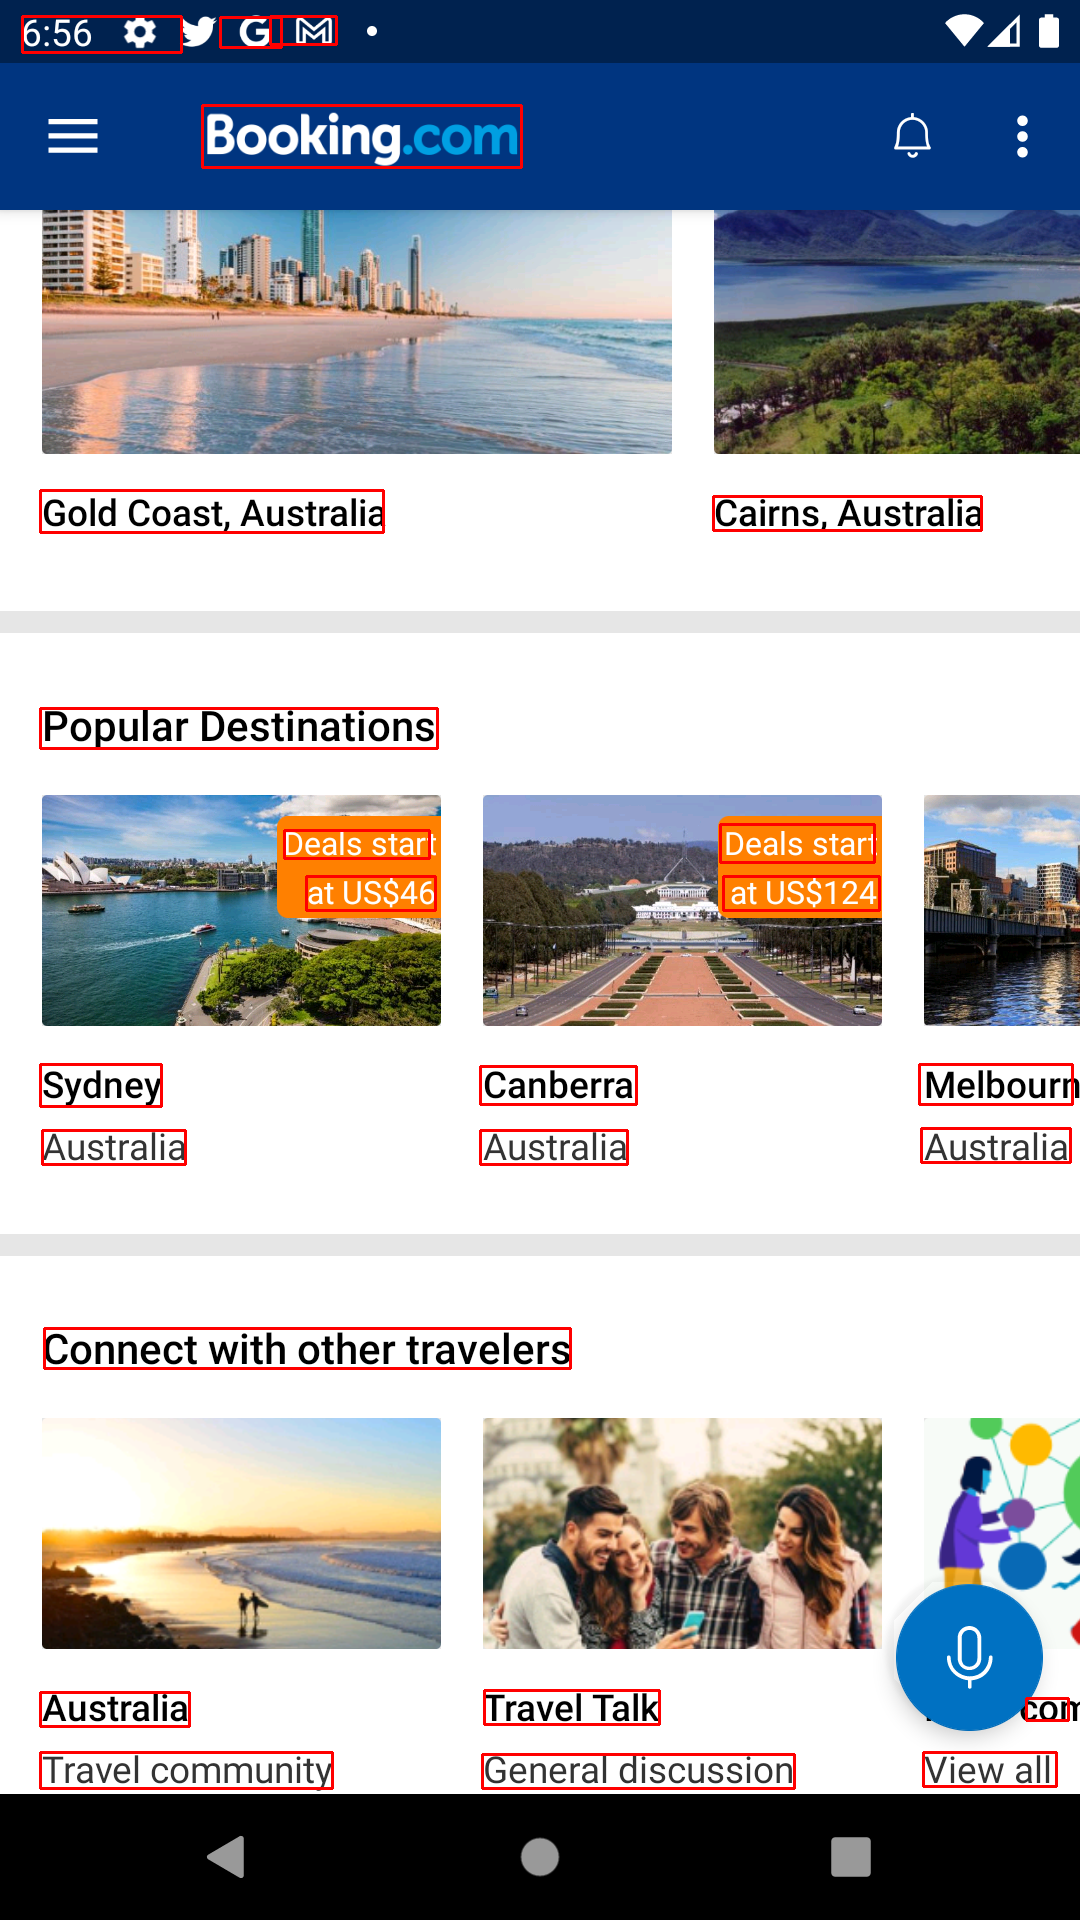 6:56
Booking.com
Gold Coast, Australia
Cairns, Australia
Popular Destinations
Deals start
at US$46
Deals start
at US$124
Sydney
Canberra
Melbourn
Australia
Australia
Australia
Connect with other travelers
Australia
Travel Talk
com
Travel community
General discussion
View all